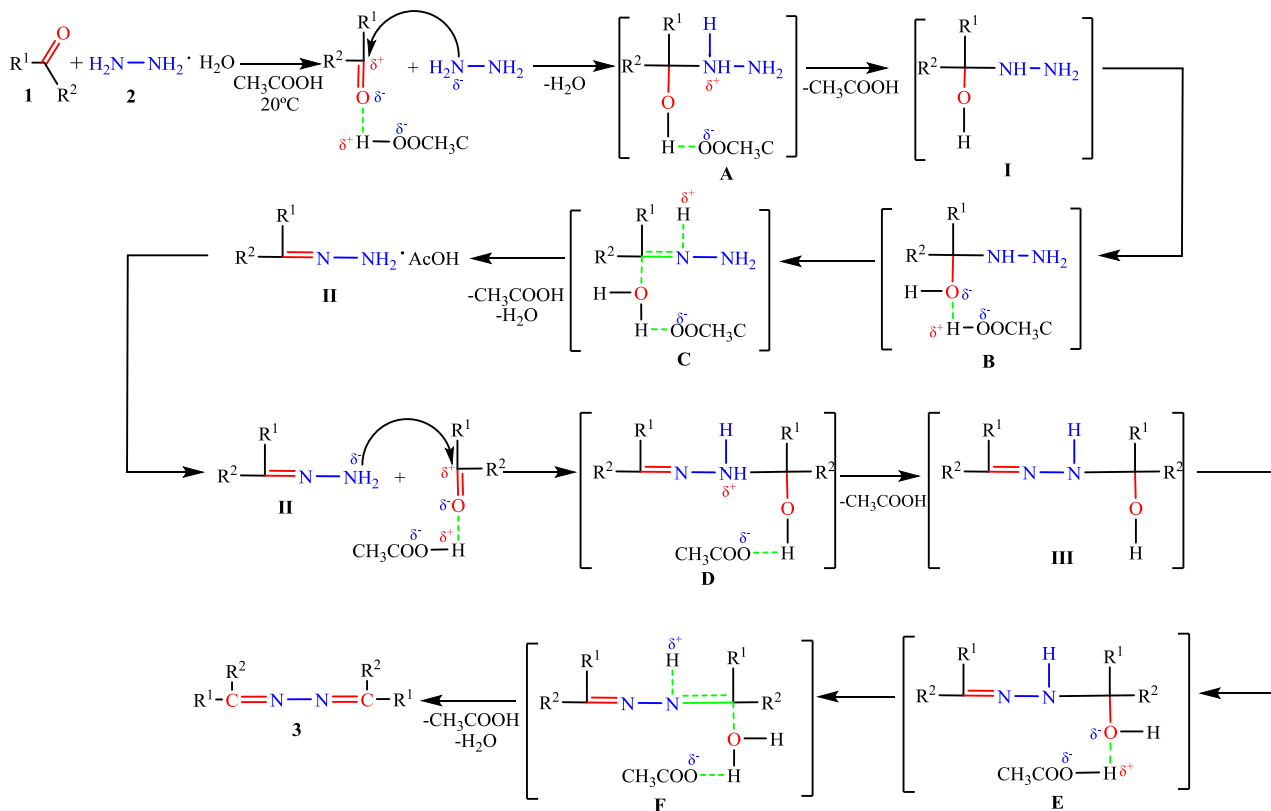 R¹ O R² 1 + H₂N—NH₂· H₂O 2
CH₃COOH
20ºC
R¹ R² C δ⁺ O δ⁻ δ⁺ H—OOCH₃C δ⁻ + H₂N—NH₂ δ⁻
-H₂O
R¹ R² H NH—NH₂ δ⁺ O H OOCH₃C δ⁻
A
-CH₃COOH
R¹ R² NH—NH₂ O H
I
R¹ R² N—NH₂·AcOH
II
-CH₃COOH
-H₂O
R¹ R² δ⁺ H N—NH₂ H—O H OOCH₃C δ⁻
C
R¹ R² NH—NH₂ H—O δ⁻ δ⁺ H—OOCH₃C δ⁻
B
R¹ R² N—NH₂ δ⁻
II
+ R¹ R² δ⁺ O δ⁻ CH₃COO—H δ⁻ δ⁺
R¹ R² N—NH H δ⁺ R¹ R² O H CH₃COO δ⁻
D
-CH₃COOH
R¹ R² N—N H R¹ R² O H
III
R² R¹ C N—N C R² R¹
3
-CH₃COOH
-H₂O
R¹ R² N—N δ⁺ H R¹ R² O—H H CH₃COO δ⁻
F
R¹ R² N—N H R¹ R² δ⁻ O—H CH₃COO—H δ⁻ δ⁺
E